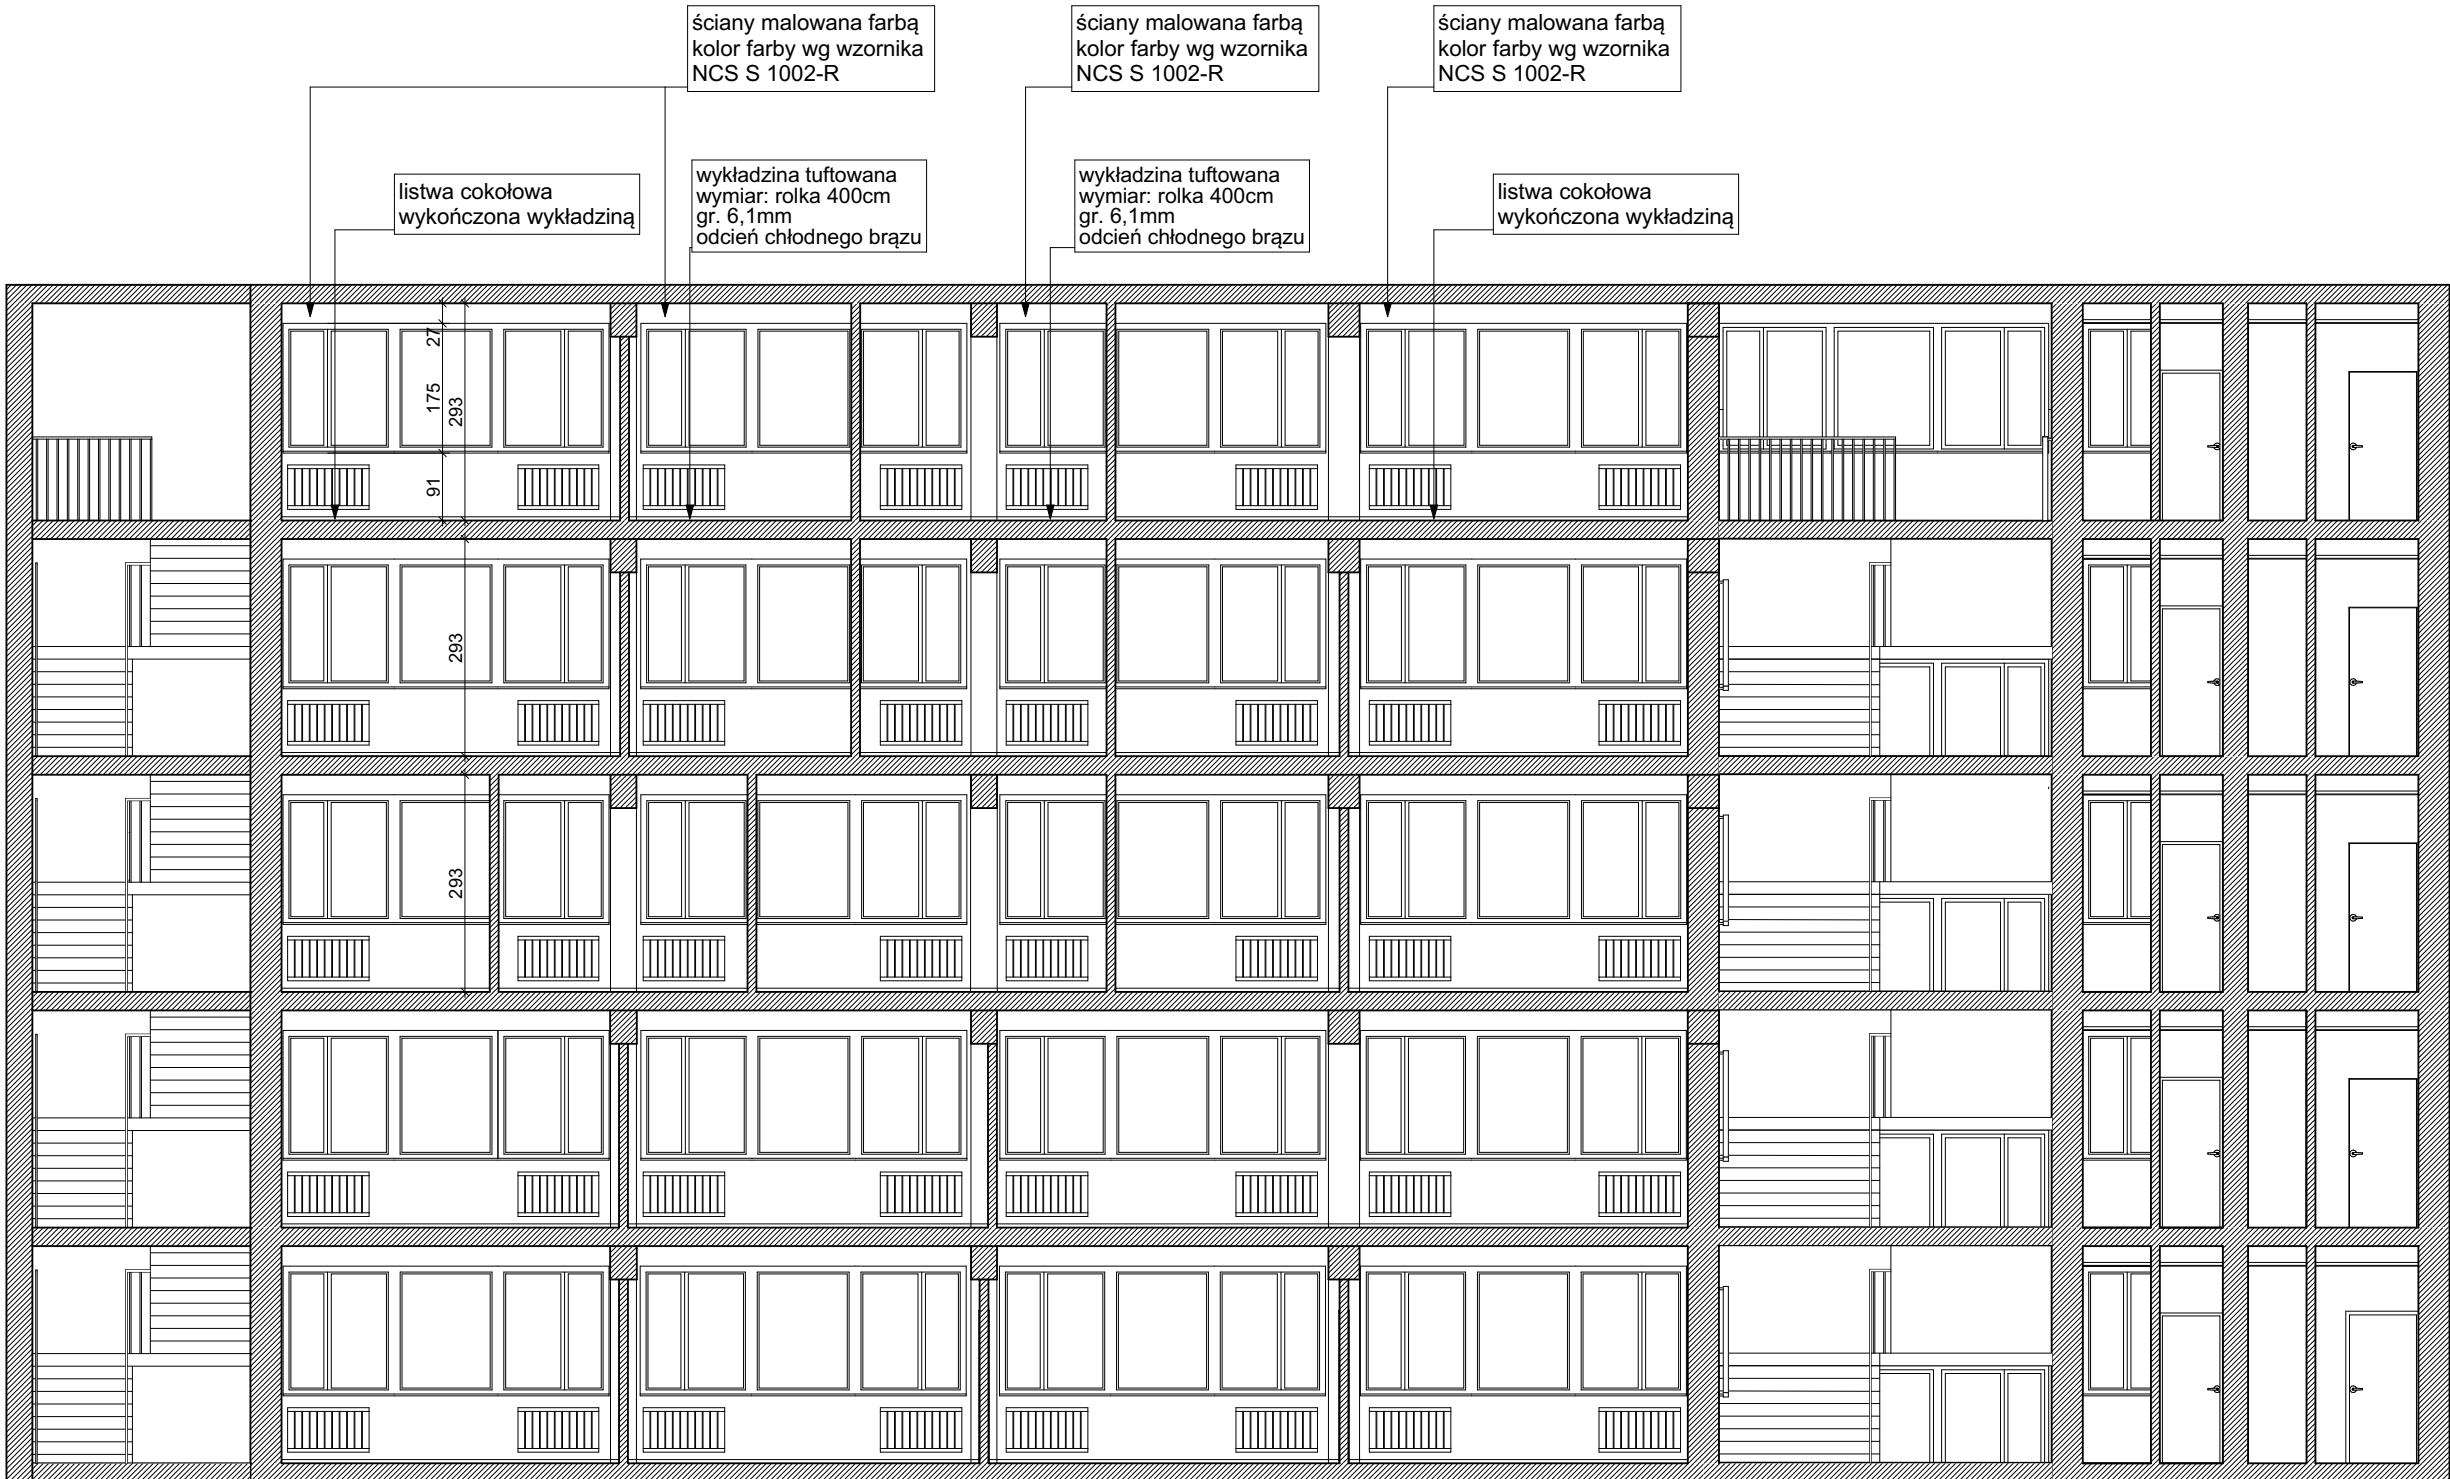 ściany malowana farbą
kolor farby wg wzornika
NCS S 1002-R
ściany malowana farbą
kolor farby wg wzornika
NCS S 1002-R
ściany malowana farbą
kolor farby wg wzornika
NCS S 1002-R
listwa cokołowa
wykończona wykładziną
wykładzina tuftowana
wymiar: rolka 400cm
gr. 6,1mm
odcień chłodnego brązu
wykładzina tuftowana
wymiar: rolka 400cm
gr. 6,1mm
odcień chłodnego brązu
listwa cokołowa
wykończona wykładziną
27
175
293
91
293
293